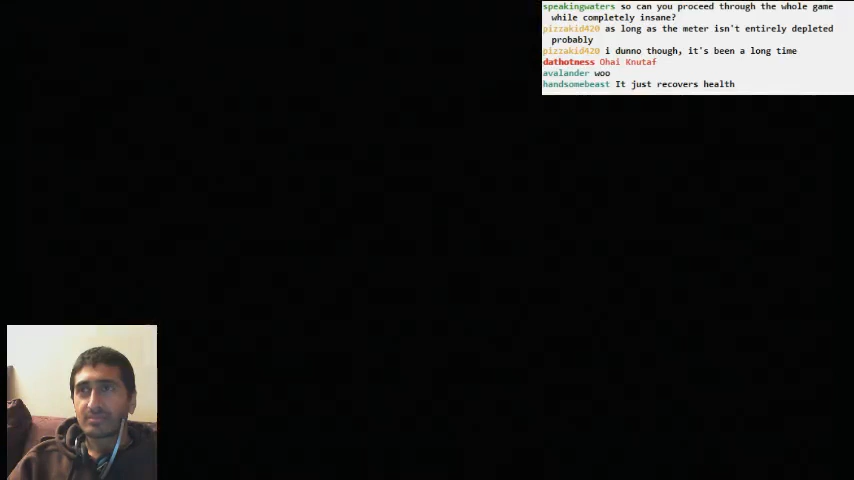 speakingwaters so can you proceed through the whole game
while completely insane?
pizzakid420 as long as the meter isn't entirely depleted
probably
pizzakid420 i dunno though, it's been a long time
dathotness Ohai Knutaf
avalander woo
handsomebeast It just recovers health